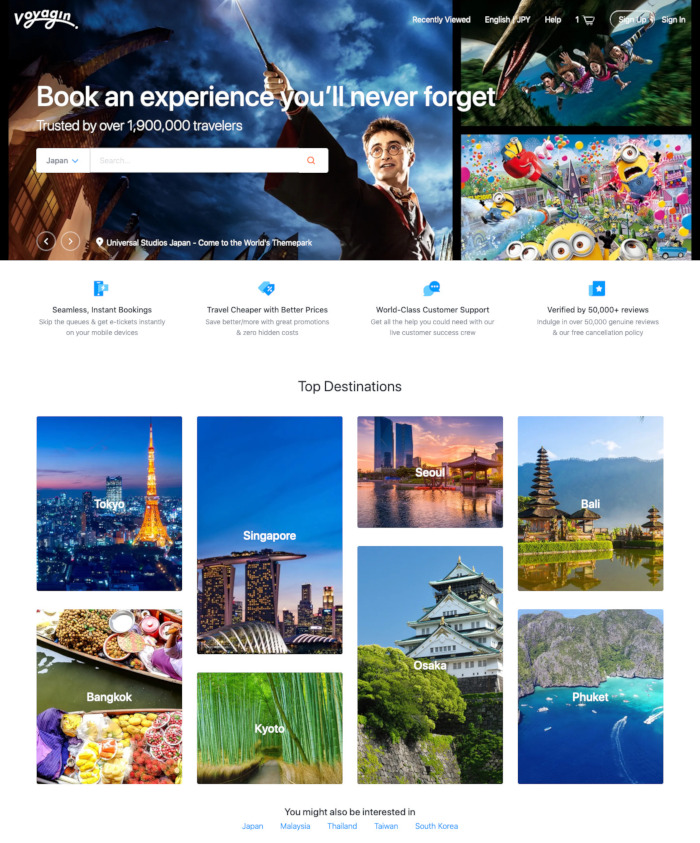 Voyagin.
Recently Viewed English / JPY Help 1 Sign Up Sign In
Book an experience you'll never forget
Trusted by over 1,900,000 travelers
Japan Search...
Universal Studios Japan - Come to the World's Themepark
Seamless, Instant Bookings
Skip the queues & get e-tickets instantly
on your mobile devices
Travel Cheaper with Better Prices
Save better/more with great promotions
& zero hidden costs
World-Class Customer Support
Get all the help you could need with our
live customer success crew
Verified by 50,000+ reviews
Indulge in over 50,000 genuine reviews
& our free cancellation policy
Top Destinations
Tokyo
Singapore
Seoul
Bali
Bangkok
Kyoto
Osaka
Phuket
You might also be interested in
Japan Malaysia Thailand Taiwan South Korea